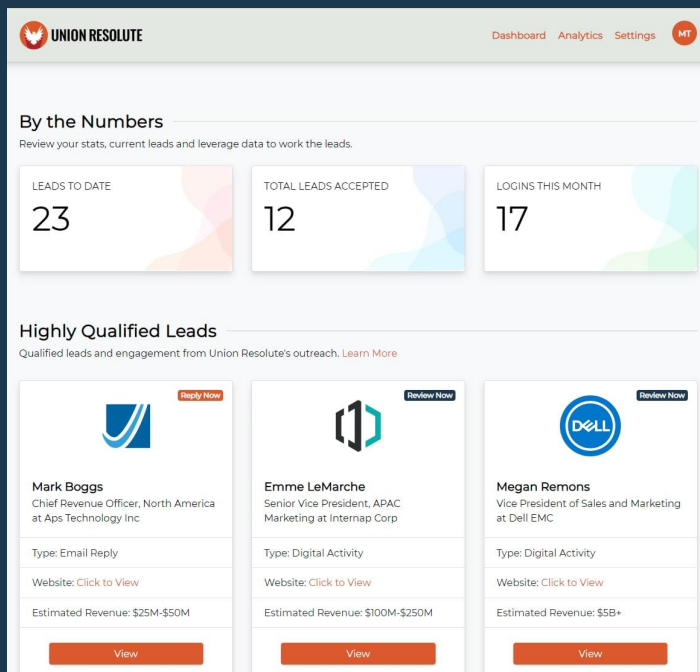 UNION RESOLUTE
Dashboard Analytics Settings MT
By the Numbers
Review your stats, current leads and leverage data to work the leads.
LEADS TO DATE
23
TOTAL LEADS ACCEPTED
12
LOGINS THIS MONTH
17
Highly Qualified Leads
Qualified leads and engagement from Union Resolute's outreach. Learn More
Reply Now
Mark Boggs
Chief Revenue Officer, North America
at Aps Technology Inc
Type: Email Reply
Website: Click to View
Estimated Revenue: $25M-$50M
View
Review Now
Emme LeMarche
Senior Vice President, APAC
Marketing at Internap Corp
Type: Digital Activity
Website: Click to View
Estimated Revenue: $100M-$250M
View
Review Now
DELL
Megan Remons
Vice President of Sales and Marketing
at Dell EMC
Type: Digital Activity
Website: Click to View
Estimated Revenue: $5B+
View